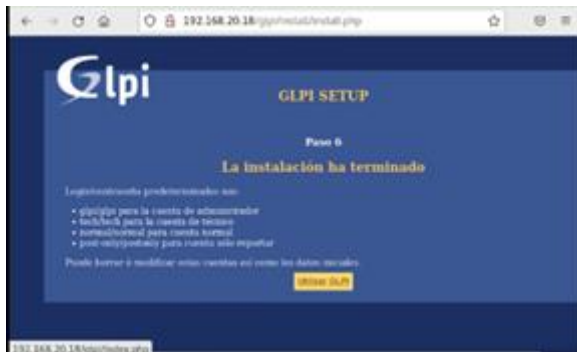 192.168.20.18/glpi/install/install.php
Glpi
GLPI SETUP
Paso 6
La instalación ha terminado
Login/contraseña predeterminados son:
• glpi/glpi para la cuenta de administrador
• tech/tech para la cuenta de técnico
• normal/normal para cuenta normal
• post-only/postonly para cuenta sólo reportar
Puede borrar o modificar estas cuentas así como los datos iniciales.
Utilizar GLPI
192.168.20.18/glpi/index.php